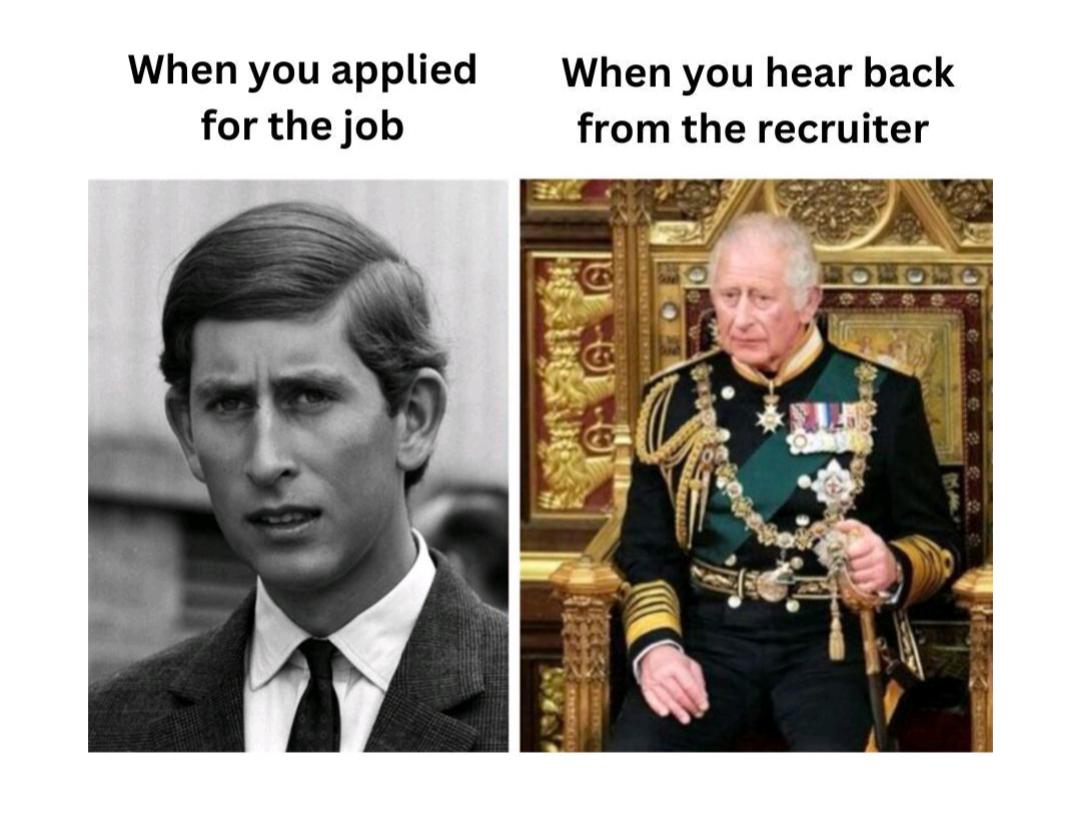 When you applied
for the job
When you hear back
from the recruiter